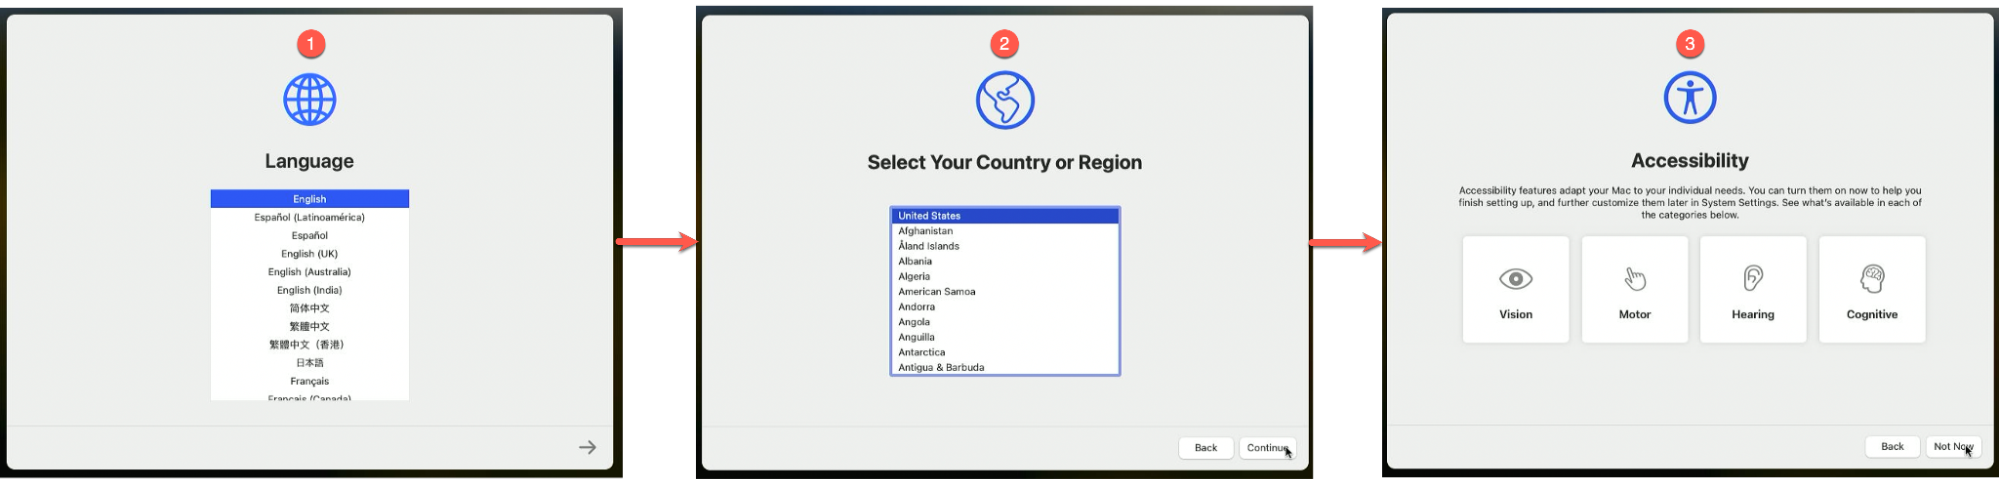 1
Language
English
Español (Latinoamérica)
Español
English (UK)
English (Australia)
English (India)
简体中文
繁體中文
繁體中文（香港）
日本語
Français
Français (Canada)
2
Select Your Country or Region
United States
Afghanistan
Åland Islands
Albania
Algeria
American Samoa
Andorra
Angola
Anguilla
Antarctica
Antigua & Barbuda
Back
Continue
3
Accessibility
Accessibility features adapt your Mac to your individual needs. You can turn them on now to help you
finish setting up, and further customize them later in System Settings. See what's available in each of
the categories below.
Vision
Motor
Hearing
Cognitive
Back
Not Now